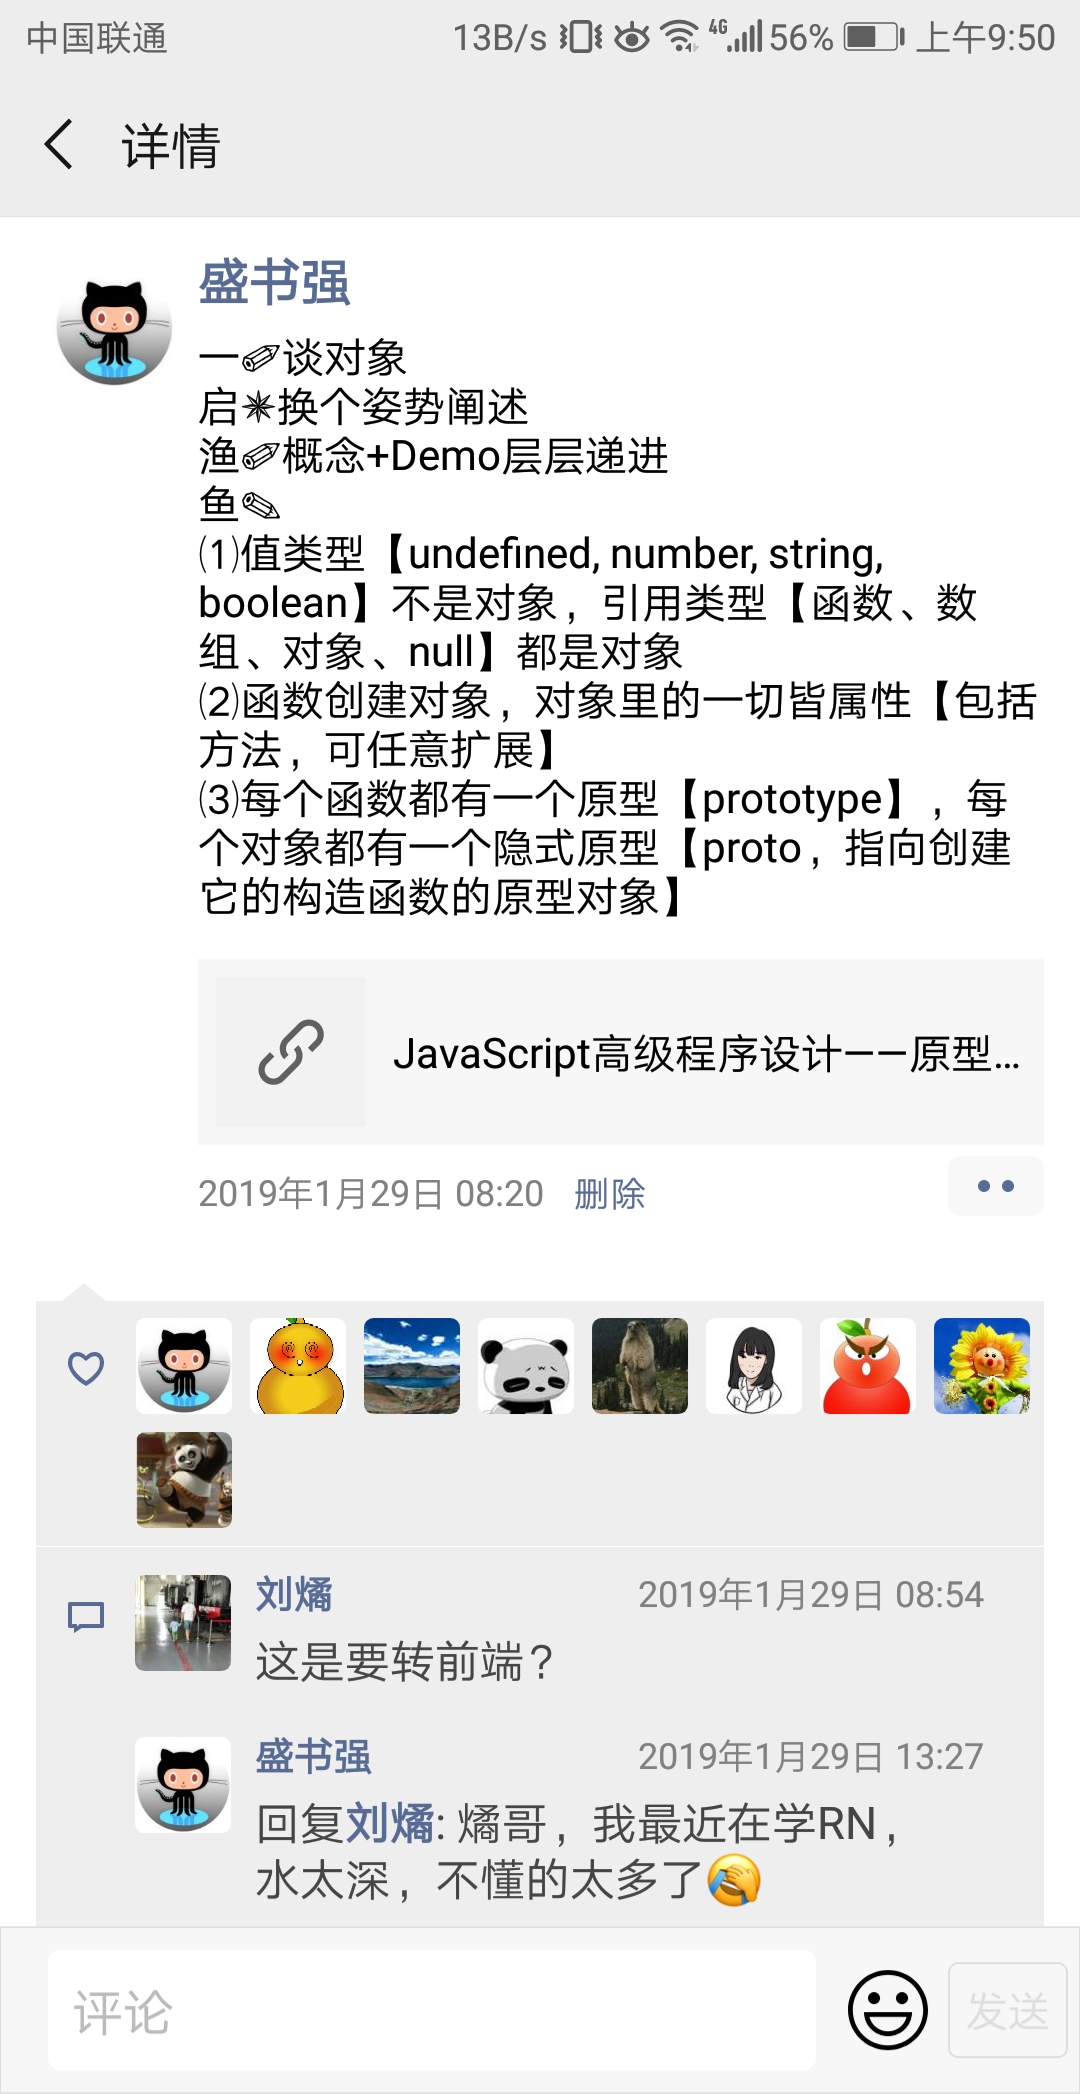 中国联通 13B/s 4G 56% 上午9:50
详情
盛书强
一✐谈对象
启✴换个姿势阐述
渔✐概念+Demo层层递进
鱼✎
⑴值类型【undefined, number, string,
boolean】不是对象，引用类型【函数、数
组、对象、null】都是对象
⑵函数创建对象，对象里的一切皆属性【包括
方法，可任意扩展】
⑶每个函数都有一个原型【prototype】，每
个对象都有一个隐式原型【proto，指向创建
它的构造函数的原型对象】
JavaScript高级程序设计——原型...
2019年1月29日 08:20 删除
刘燏 2019年1月29日 08:54
这是要转前端？
盛书强 2019年1月29日 13:27
回复刘燏: 燏哥，我最近在学RN，
水太深，不懂的太多了🤦
评论 发送